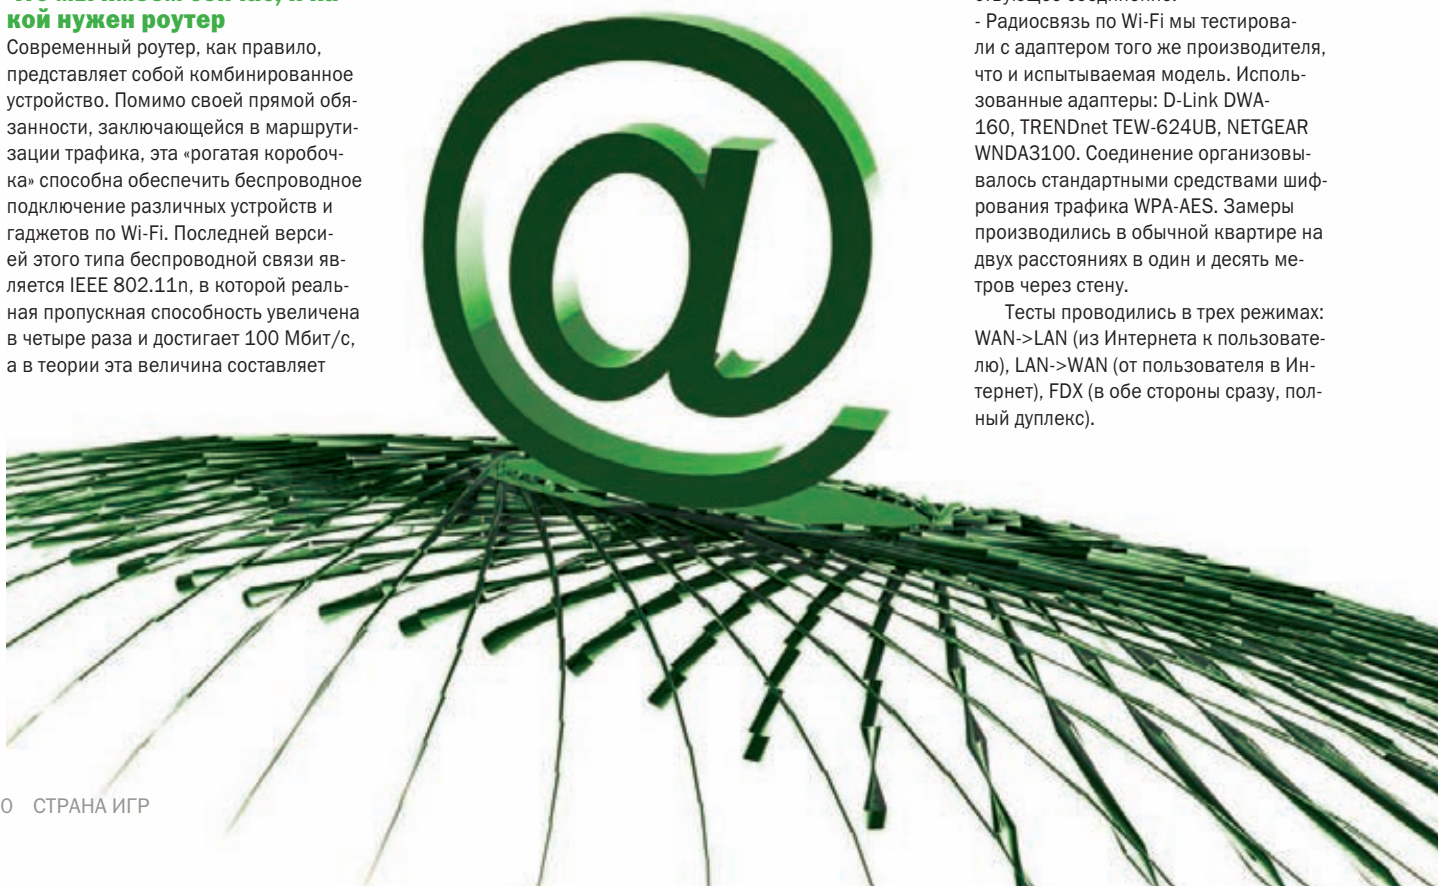 кой нужен роутер
Современный роутер, как правило,
представляет собой комбинированное
устройство. Помимо своей прямой обя-
занности, заключающейся в маршрути-
зации трафика, эта «рогатая коробоч-
ка» способна обеспечить беспроводное
подключение различных устройств и
гаджетов по Wi-Fi. Последней верси-
ей этого типа беспроводной связи яв-
ляется IEEE 802.11n, в которой реаль-
ная пропускная способность увеличена
в четыре раза и достигает 100 Мбит/с,
а в теории эта величина составляет
- Радиосвязь по Wi-Fi мы тестирова-
ли с адаптером того же производителя,
что и испытываемая модель. Исполь-
зованные адаптеры: D-Link DWA-
160, TRENDnet TEW-624UB, NETGEAR
WNDA3100. Соединение организовы-
валось стандартными средствами шиф-
рования трафика WPA-AES. Замеры
производились в обычной квартире на
двух расстояниях в один и десять ме-
тров через стену.
Тесты проводились в трех режимах:
WAN->LAN (из Интернета к пользовате-
лю), LAN->WAN (от пользователя в Ин-
тернет), FDX (в обе стороны сразу, пол-
ный дуплекс).
@
0 СТРАНА ИГР